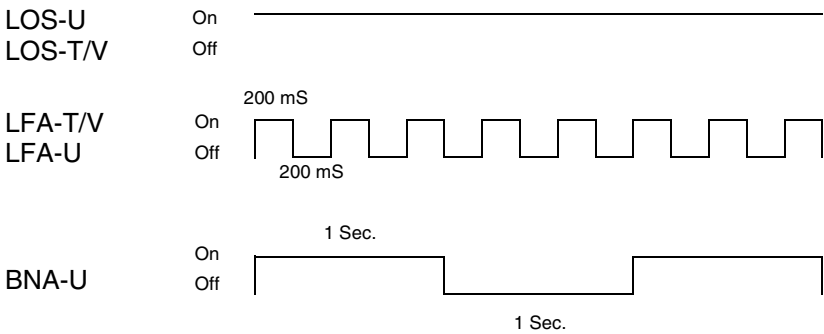 LOS-U On
LOS-T/V Off
200 mS
LFA-T/V On
LFA-U Off
200 mS
1 Sec.
On
BNA-U Off
1 Sec.